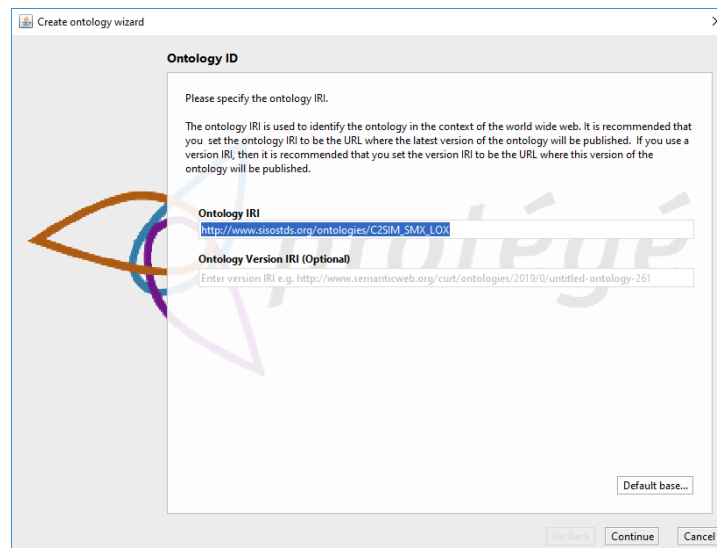 Create ontology wizard
Ontology ID
Please specify the ontology IRI.
The ontology IRI is used to identify the ontology in the context of the world wide web. It is recommended that
you set the ontology IRI to be the URL where the latest version of the ontology will be published. If you use a
version IRI, then it is recommended that you set the version IRI to be the URL where this version of the
ontology will be published.
protégé
Ontology IRI
http://www.sisostds.org/ontologies/C2SIM_SMX_LOX
Ontology Version IRI (Optional)
Enter version IRI e.g. http://www.semanticweb.org/curt/ontologies/2019/0/untitled-ontology-261
Default base...
Go Back Continue Cancel